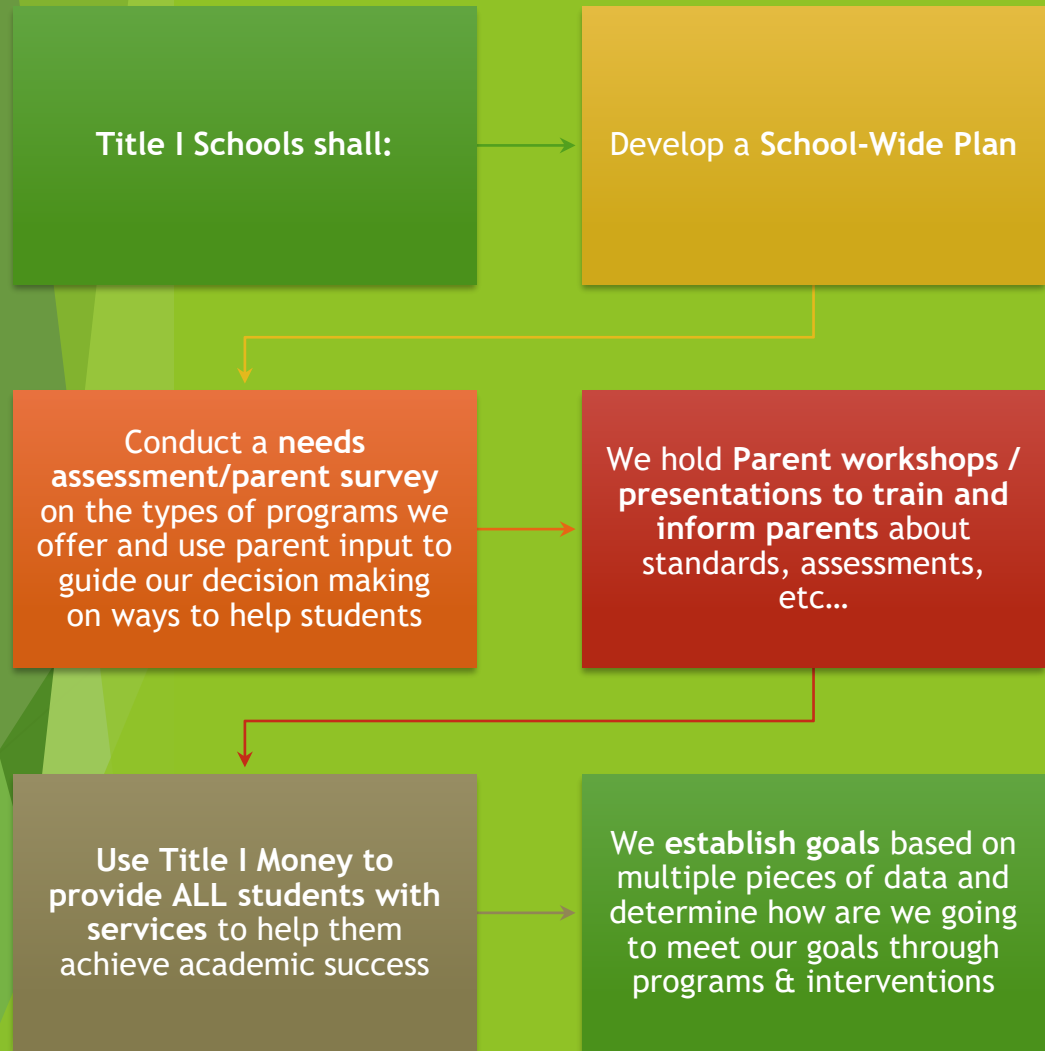 Title I Schools shall:
Develop a School-Wide Plan
Conduct a needs
assessment/parent survey
on the types of programs we
offer and use parent input to
guide our decision making
on ways to help students
We hold Parent workshops /
presentations to train and
inform parents about
standards, assessments,
etc…
Use Title I Money to
provide ALL students with
services to help them
achieve academic success
We establish goals based on
multiple pieces of data and
determine how are we going
to meet our goals through
programs & interventions